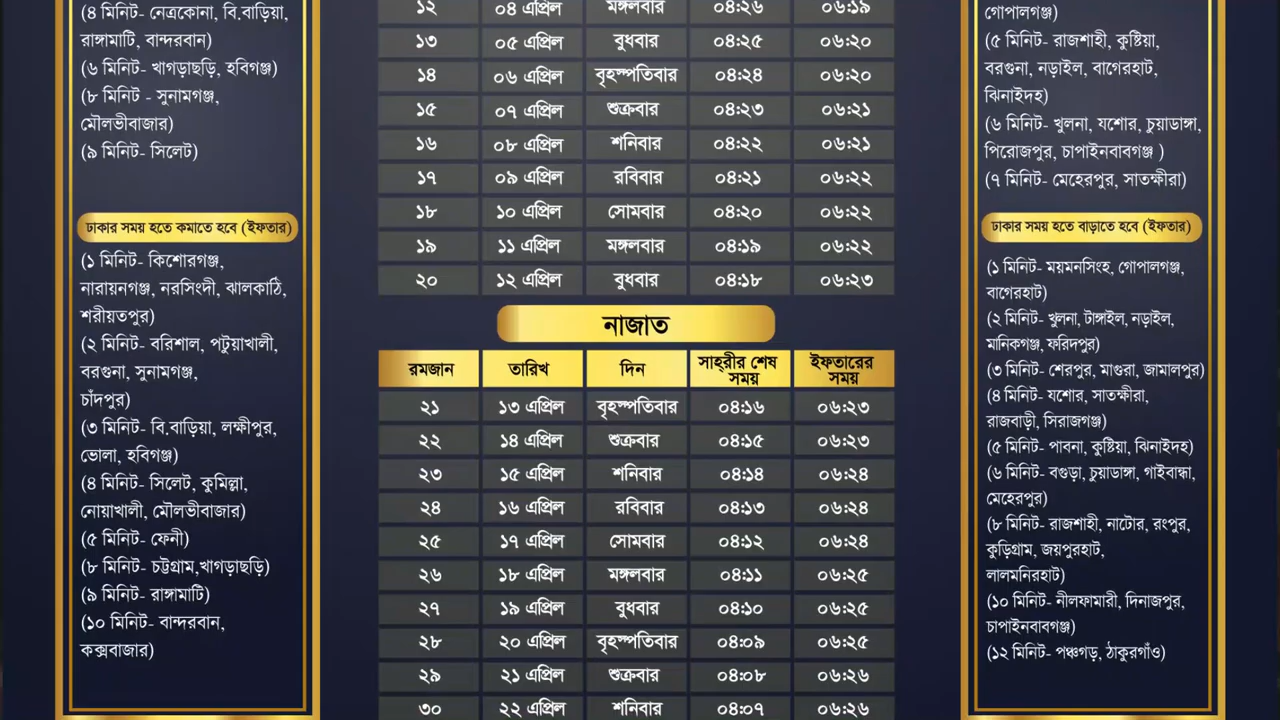 (৪ মিনিট- নেত্রকোনা, বি.বাড়িয়া,
রাঙ্গামাটি, বান্দরবান)
(৬ মিনিট- খাগড়াছড়ি, হবিগঞ্জ)
(৮ মিনিট - সুনামগঞ্জ,
মৌলভীবাজার)
(৯ মিনিট- সিলেট)
ঢাকার সময় হতে কমাতে হবে (ইফতার)
(১ মিনিট- কিশোরগঞ্জ,
নারায়নগঞ্জ, নরসিংদী, ঝালকাঠি,
শরীয়তপুর)
(২ মিনিট- বরিশাল, পটুয়াখালী,
বরগুনা, সুনামগঞ্জ,
চাঁদপুর)
(৩ মিনিট- বি.বাড়িয়া, লক্ষীপুর,
ভোলা, হবিগঞ্জ)
(৪ মিনিট- সিলেট, কুমিল্লা,
নোয়াখালী, মৌলভীবাজার)
(৫ মিনিট- ফেনী)
(৮ মিনিট- চট্টগ্রাম,খাগড়াছড়ি)
(৯ মিনিট- রাঙ্গামাটি)
(১০ মিনিট- বান্দরবান,
কক্সবাজার)
১২ ০৪ এপ্রিল মঙ্গলবার ০৪:২৬ ০৬:১৯
১৩ ০৫ এপ্রিল বুধবার ০৪:২৫ ০৬:২০
১৪ ০৬ এপ্রিল বৃহস্পতিবার ০৪:২৪ ০৬:২০
১৫ ০৭ এপ্রিল শুক্রবার ০৪:২৩ ০৬:২১
১৬ ০৮ এপ্রিল শনিবার ০৪:২২ ০৬:২১
১৭ ০৯ এপ্রিল রবিবার ০৪:২১ ০৬:২২
১৮ ১০ এপ্রিল সোমবার ০৪:২০ ০৬:২২
১৯ ১১ এপ্রিল মঙ্গলবার ০৪:১৯ ০৬:২২
২০ ১২ এপ্রিল বুধবার ০৪:১৮ ০৬:২৩
নাজাত
রমজান তারিখ দিন সাহ্‌রীর শেষ সময় ইফতারের সময়
২১ ১৩ এপ্রিল বৃহস্পতিবার ০৪:১৬ ০৬:২৩
২২ ১৪ এপ্রিল শুক্রবার ০৪:১৫ ০৬:২৩
২৩ ১৫ এপ্রিল শনিবার ০৪:১৪ ০৬:২৪
২৪ ১৬ এপ্রিল রবিবার ০৪:১৩ ০৬:২৪
২৫ ১৭ এপ্রিল সোমবার ০৪:১২ ০৬:২৪
২৬ ১৮ এপ্রিল মঙ্গলবার ০৪:১১ ০৬:২৫
২৭ ১৯ এপ্রিল বুধবার ০৪:১০ ০৬:২৫
২৮ ২০ এপ্রিল বৃহস্পতিবার ০৪:০৯ ০৬:২৫
২৯ ২১ এপ্রিল শুক্রবার ০৪:০৮ ০৬:২৬
৩০ ২২ এপ্রিল শনিবার ০৪:০৭ ০৬:২৬
গোপালগঞ্জ)
(৫ মিনিট- রাজশাহী, কুষ্টিয়া,
বরগুনা, নড়াইল, বাগেরহাট,
ঝিনাইদহ)
(৬ মিনিট- খুলনা, যশোর, চুয়াডাঙ্গা,
পিরোজপুর, চাপাইনবাবগঞ্জ )
(৭ মিনিট- মেহেরপুর, সাতক্ষীরা)
ঢাকার সময় হতে বাড়াতে হবে (ইফতার)
(১ মিনিট- ময়মনসিংহ, গোপালগঞ্জ,
বাগেরহাট)
(২ মিনিট- খুলনা, টাঙ্গাইল, নড়াইল,
মানিকগঞ্জ, ফরিদপুর)
(৩ মিনিট- শেরপুর, মাগুরা, জামালপুর)
(৪ মিনিট- যশোর, সাতক্ষীরা,
রাজবাড়ী, সিরাজগঞ্জ)
(৫ মিনিট- পাবনা, কুষ্টিয়া, ঝিনাইদহ)
(৬ মিনিট- বগুড়া, চুয়াডাঙ্গা, গাইবান্ধা,
মেহেরপুর)
(৮ মিনিট- রাজশাহী, নাটোর, রংপুর,
কুড়িগ্রাম, জয়পুরহাট,
লালমনিরহাট)
(১০ মিনিট- নীলফামারী, দিনাজপুর,
চাপাইনবাবগঞ্জ)
(১২ মিনিট- পঞ্চগড়, ঠাকুরগাঁও)